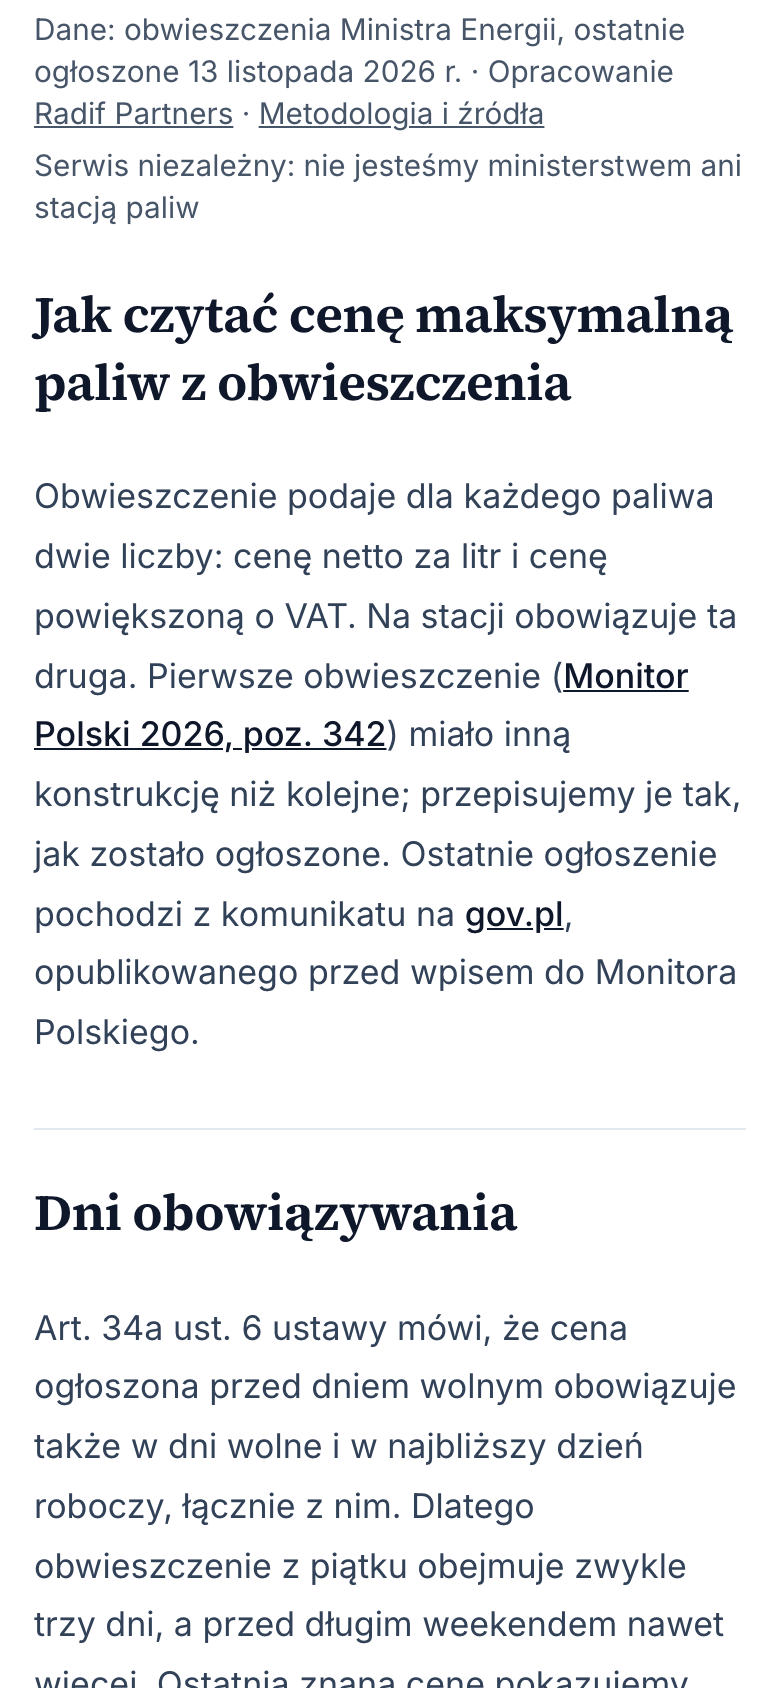 Dane: obwieszczenia Ministra Energii, ostatnie
ogłoszone 13 listopada 2026 r. · Opracowanie
Radif Partners · Metodologia i źródła
Serwis niezależny: nie jesteśmy ministerstwem ani
stacją paliw
Jak czytać cenę maksymalną
paliw z obwieszczenia
Obwieszczenie podaje dla każdego paliwa
dwie liczby: cenę netto za litr i cenę
powiększoną o VAT. Na stacji obowiązuje ta
druga. Pierwsze obwieszczenie (Monitor
Polski 2026, poz. 342) miało inną
konstrukcję niż kolejne; przepisujemy je tak,
jak zostało ogłoszone. Ostatnie ogłoszenie
pochodzi z komunikatu na gov.pl,
opublikowanego przed wpisem do Monitora
Polskiego.
Dni obowiązywania
Art. 34a ust. 6 ustawy mówi, że cena
ogłoszona przed dniem wolnym obowiązuje
także w dni wolne i w najbliższy dzień
roboczy, łącznie z nim. Dlatego
obwieszczenie z piątku obejmuje zwykle
trzy dni, a przed długim weekendem nawet
więcej. Ostatnią znaną cenę pokazujemy